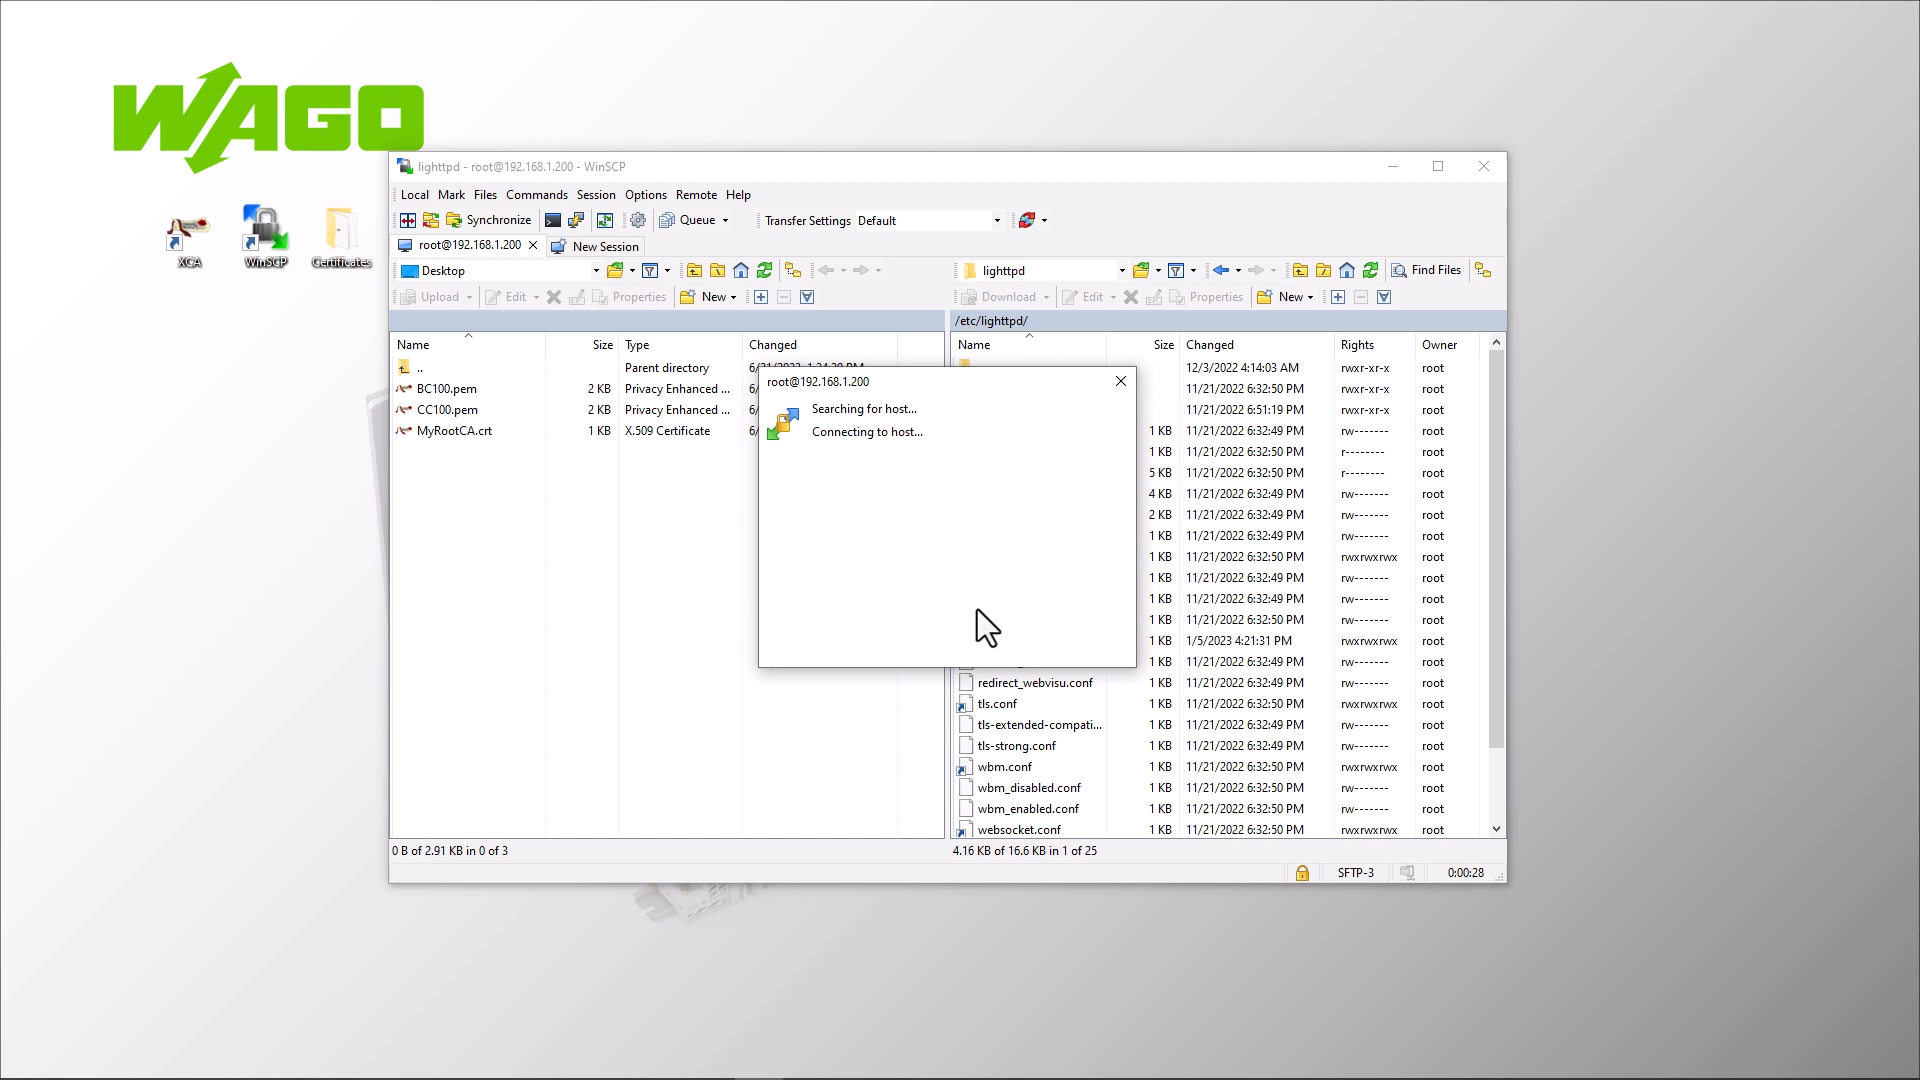 WAGO
XCA
WinSCP
Certificates
lighttpd - root@192.168.1.200 - WinSCP
Local Mark Files Commands Session Options Remote Help
Synchronize Queue Transfer Settings Default
root@192.168.1.200 New Session
Desktop
Upload Edit Properties New
Name Size Type Changed
.. Parent directory
BC100.pem 2 KB Privacy Enhanced ... 6/
CC100.pem 2 KB Privacy Enhanced ... 6/
MyRootCA.crt 1 KB X.509 Certificate 6/
0 B of 2.91 KB in 0 of 3
lighttpd Find Files
Download Edit Properties New
/etc/lighttpd/
Name Size Changed Rights Owner
12/3/2022 4:14:03 AM rwxr-xr-x root
11/21/2022 6:32:50 PM rwxr-xr-x root
11/21/2022 6:51:19 PM rwxr-xr-x root
1 KB 11/21/2022 6:32:49 PM rw------- root
1 KB 11/21/2022 6:32:50 PM r-------- root
5 KB 11/21/2022 6:32:50 PM r-------- root
4 KB 11/21/2022 6:32:49 PM rw------- root
2 KB 11/21/2022 6:32:49 PM rw------- root
1 KB 11/21/2022 6:32:49 PM rw------- root
1 KB 11/21/2022 6:32:50 PM rwxrwxrwx root
1 KB 11/21/2022 6:32:49 PM rw------- root
1 KB 11/21/2022 6:32:49 PM rw------- root
1 KB 11/21/2022 6:32:50 PM rw------- root
1 KB 1/5/2023 4:21:31 PM rwxrwxrwx root
1 KB 11/21/2022 6:32:49 PM rw------- root
redirect_webvisu.conf 1 KB 11/21/2022 6:32:49 PM rw------- root
tls.conf 1 KB 11/21/2022 6:32:50 PM rwxrwxrwx root
tls-extended-compati... 1 KB 11/21/2022 6:32:49 PM rw------- root
tls-strong.conf 1 KB 11/21/2022 6:32:49 PM rw------- root
wbm.conf 1 KB 11/21/2022 6:32:50 PM rwxrwxrwx root
wbm_disabled.conf 1 KB 11/21/2022 6:32:50 PM rw------- root
wbm_enabled.conf 1 KB 11/21/2022 6:32:50 PM rw------- root
websocket.conf 1 KB 11/21/2022 6:32:50 PM rwxrwxrwx root
4.16 KB of 16.6 KB in 1 of 25
root@192.168.1.200
Searching for host...
Connecting to host...
SFTP-3 0:00:28